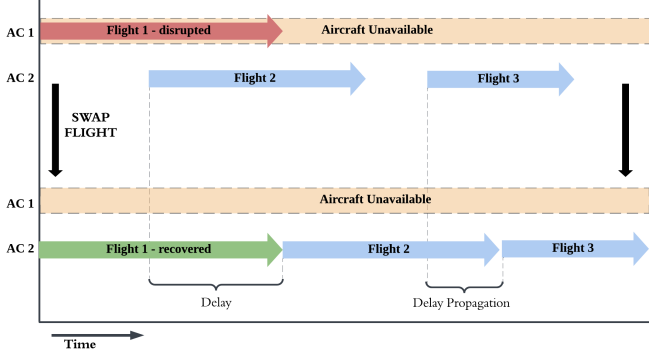 AC 1
Flight 1 - disrupted
Aircraft Unavailable
AC 2
Flight 2
Flight 3
SWAP
FLIGHT
AC 1
Aircraft Unavailable
AC 2
Flight 1 - recovered
Flight 2
Flight 3
Delay
Delay Propagation
Time